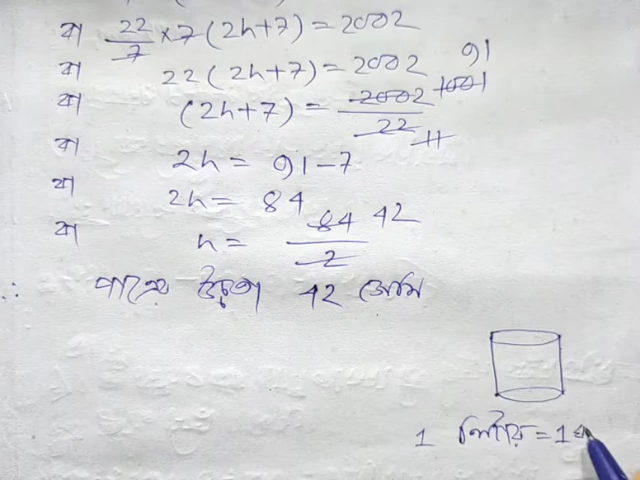 বা 22/7 × 7 (2h+7) = 2002
বা 22 (2h+7) = 2002
বা (2h+7) = 2002/22 1001 11 91
বা 2h = 91-7
বা 2h = 84
বা h = 84/2 42
∴ পাত্রের উচ্চতা 42 সেমি
1 লিটার = 1 ঘ